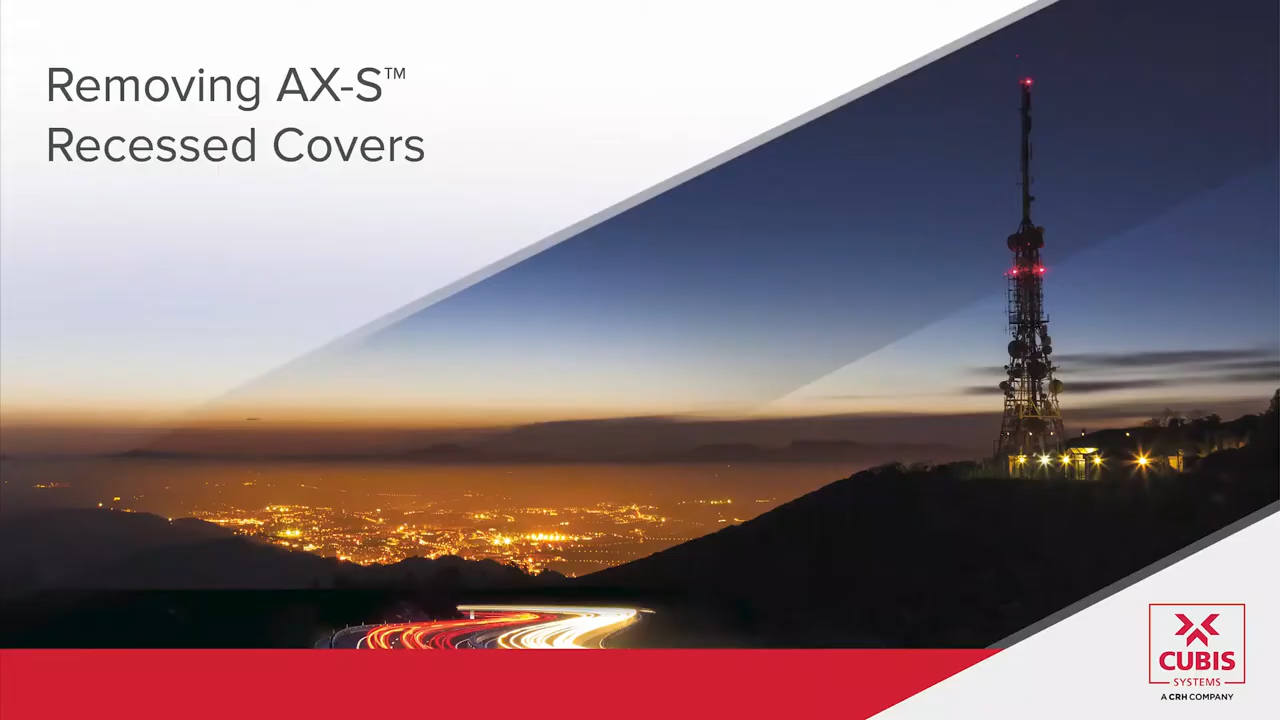 Removing AX-S™
Recessed Covers
CUBIS
SYSTEMS
A CRH COMPANY